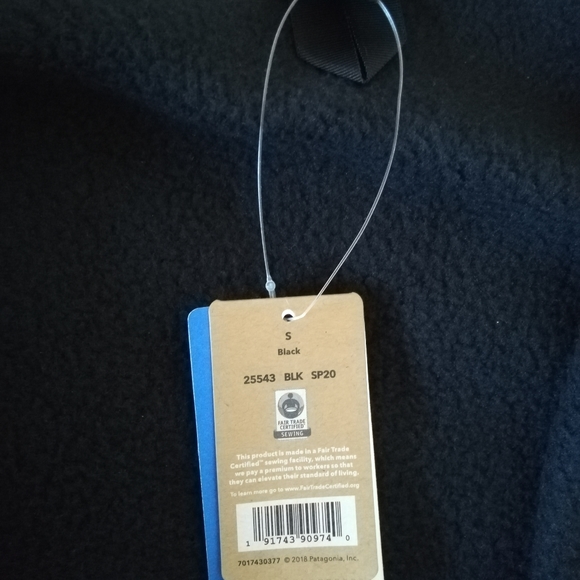 S
Black
25543 BLK SP20
FAIR TRADE
CERTIFIED™
SEWING
This product is made in a Fair Trade
Certified™ sewing facility, which means
we pay a premium to workers so that
they can elevate their standard of living.
To learn more go to www.FairTradeCertified.org
1 91743 90974 0
7017430377 © 2018 Patagonia, Inc.